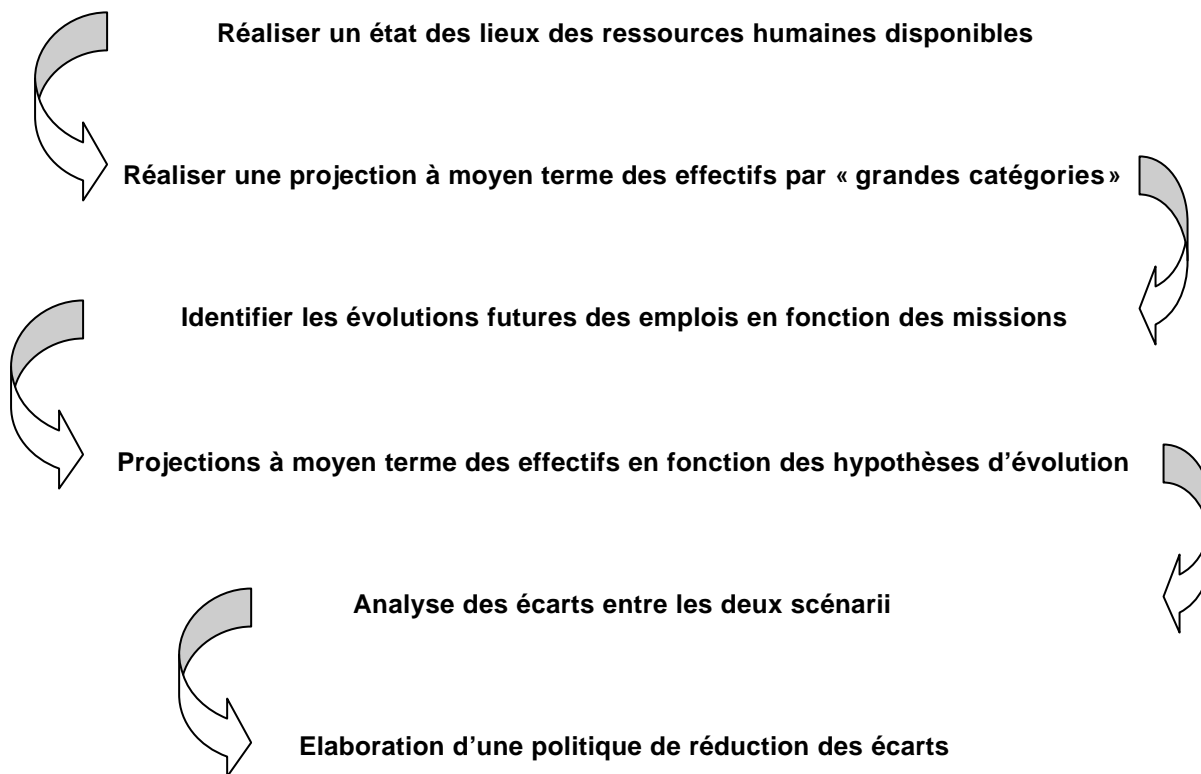 Réaliser un état des lieux des ressources humaines disponibles
Réaliser une projection à moyen terme des effectifs par « grandes catégories »
Identifier les évolutions futures des emplois en fonction des missions
Projections à moyen terme des effectifs en fonction des hypothèses d’évolution
Analyse des écarts entre les deux scénarii
Elaboration d’une politique de réduction des écarts